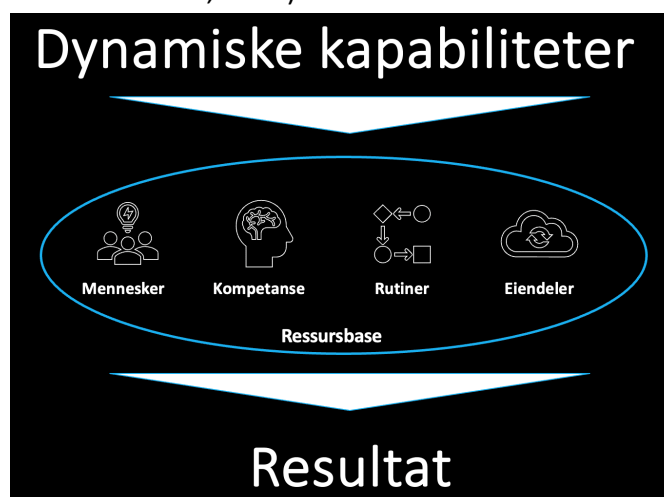 Dynamiske kapabiliteter
Mennesker Kompetanse Rutiner Eiendeler
Ressursbase
Resultat